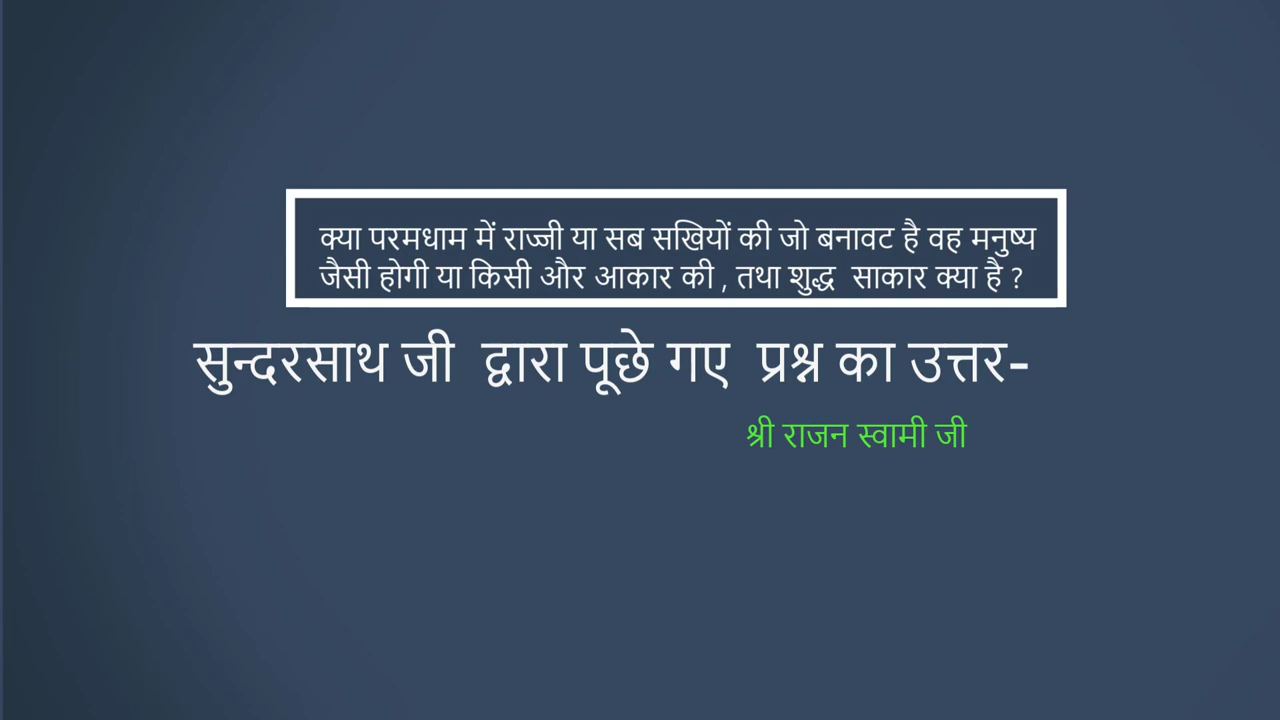 क्या परमधाम में राज्जी या सब सखियों की जो बनावट है वह मनुष्य
जैसी होगी या किसी और आकार की , तथा शुद्ध साकार क्या है ?
सुन्दरसाथ जी द्वारा पूछे गए प्रश्न का उत्तर-
श्री राजन स्वामी जी